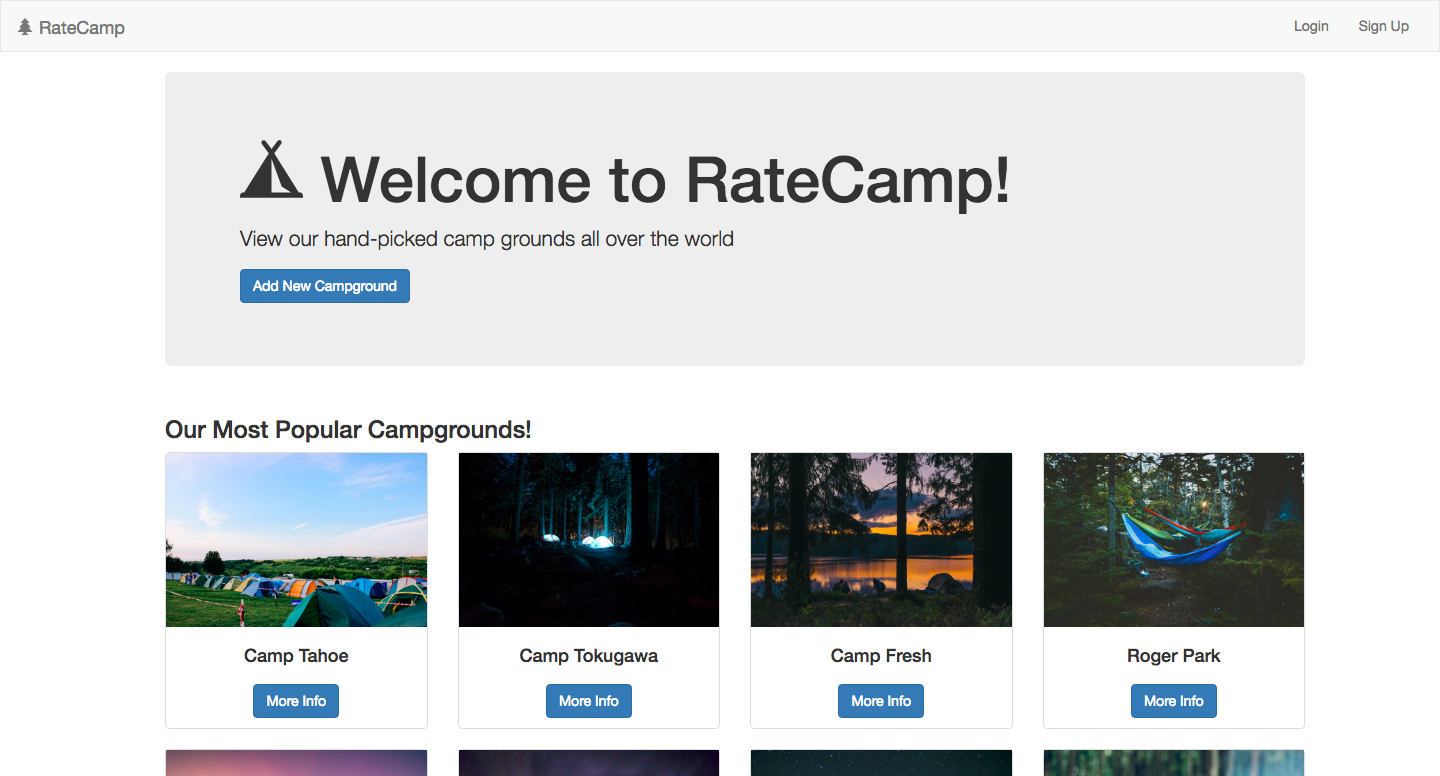 RateCamp
Login
Sign Up
Welcome to RateCamp!
View our hand-picked camp grounds all over the world
Add New Campground
Our Most Popular Campgrounds!
Camp Tahoe
Camp Tokugawa
Camp Fresh
Roger Park
More Info
More Info
More Info
More Info